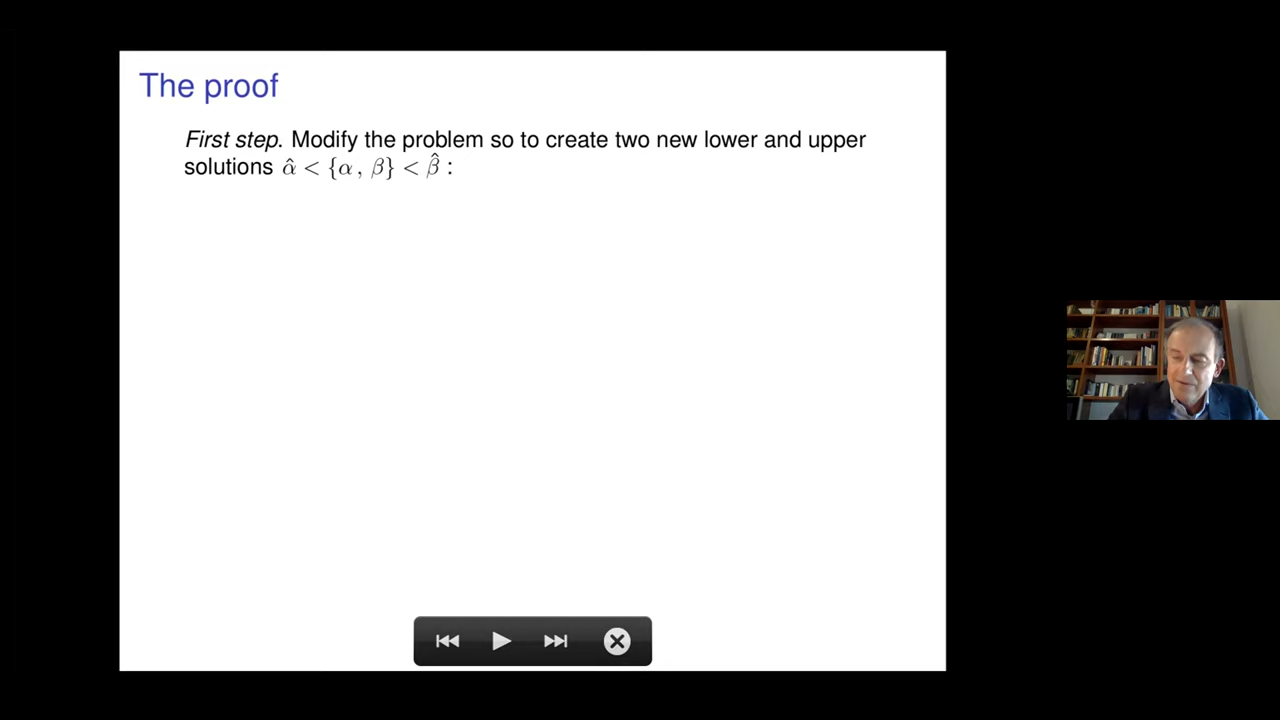 The proof
First step. Modify the problem so to create two new lower and upper
solutions α̂ < {α , β} < β̂ :